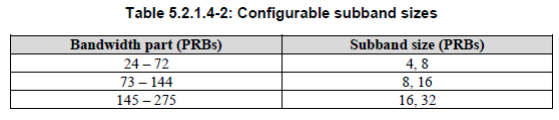 Table 5.2.1.4-2: Configurable subband sizes
Bandwidth part (PRBs) Subband size (PRBs)
24 – 72 4, 8
73 – 144 8, 16
145 – 275 16, 32